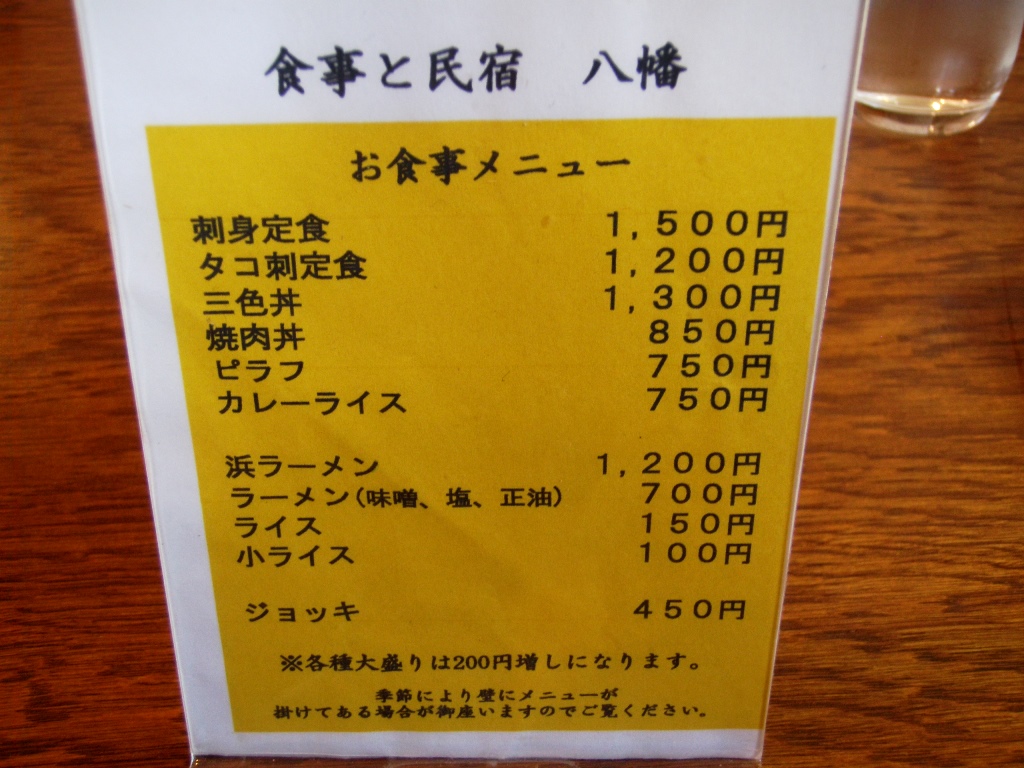 食事と民宿　八幡
お食事メニュー
刺身定食　１,５００円
タコ刺定食　１,２００円
三色丼　１,３００円
焼肉丼　８５０円
ピラフ　７５０円
カレーライス　７５０円
浜ラーメン　１,２００円
ラーメン(味噌、塩、正油)　７００円
ライス　１５０円
小ライス　１００円
ジョッキ　４５０円
※各種大盛りは200円増しになります。
季節により壁にメニューが
掛けてある場合が御座いますのでご覧ください。